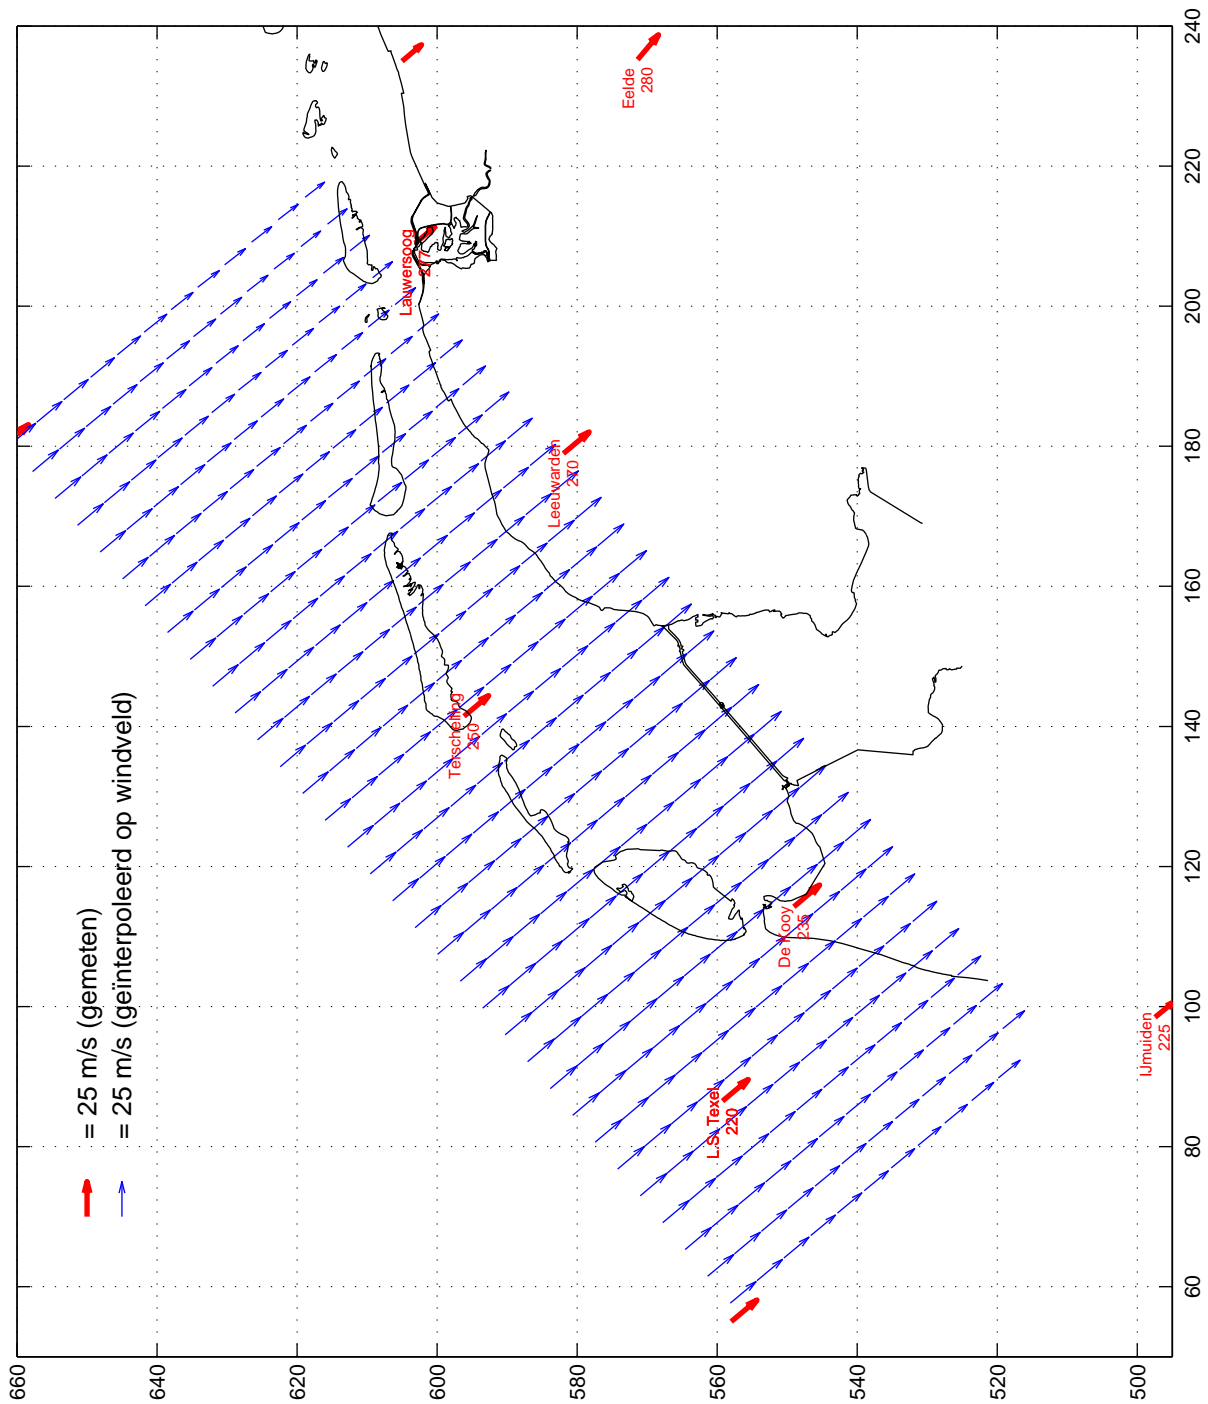 = 25 m/s (gemeten)
= 25 m/s (geïnterpoleerd op windveld)
Eelde
280
Lauwersoog
277
Leeuwarden
270
Terschelling
250
De Kooy
235
L.S. Texel
220
IJmuiden
225
660
640
620
600
580
560
540
520
500
60
80
100
120
140
160
180
200
220
240